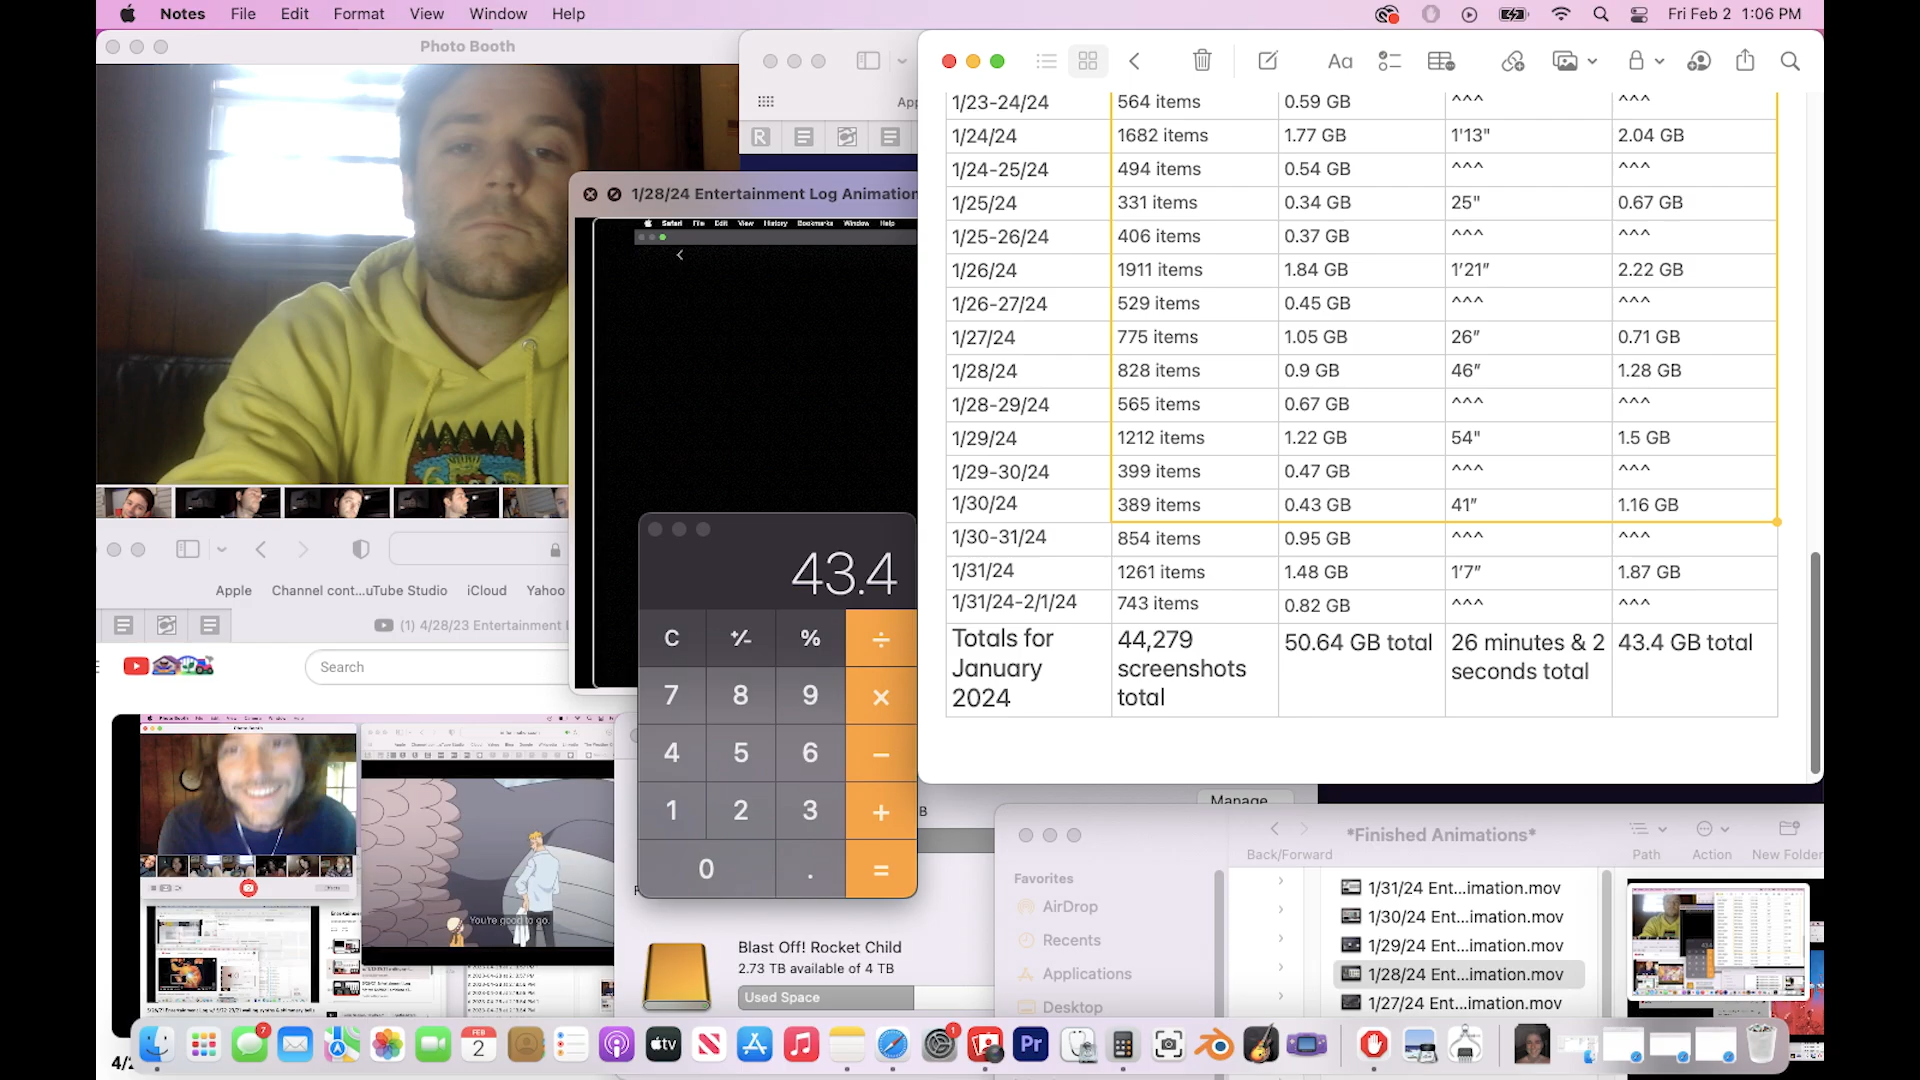 Notes File Edit Format View Window Help
Fri Feb 2 1:06 PM
Photo Booth
1/28/24 Entertainment Log Animation
Safari File Edit View History Bookmarks Window Help
Aa
1/23-24/24 564 items 0.59 GB ^^^ ^^^
1/24/24 1682 items 1.77 GB 1'13" 2.04 GB
1/24-25/24 494 items 0.54 GB ^^^ ^^^
1/25/24 331 items 0.34 GB 25" 0.67 GB
1/25-26/24 406 items 0.37 GB ^^^ ^^^
1/26/24 1911 items 1.84 GB 1’21” 2.22 GB
1/26-27/24 529 items 0.45 GB ^^^ ^^^
1/27/24 775 items 1.05 GB 26” 0.71 GB
1/28/24 828 items 0.9 GB 46” 1.28 GB
1/28-29/24 565 items 0.67 GB ^^^ ^^^
1/29/24 1212 items 1.22 GB 54" 1.5 GB
1/29-30/24 399 items 0.47 GB ^^^ ^^^
1/30/24 389 items 0.43 GB 41” 1.16 GB
1/30-31/24 854 items 0.95 GB ^^^ ^^^
1/31/24 1261 items 1.48 GB 1’7” 1.87 GB
1/31/24-2/1/24 743 items 0.82 GB ^^^ ^^^
Totals for January 2024 44,279 screenshots total 50.64 GB total 26 minutes & 2 seconds total 43.4 GB total
43.4
C +/- % ÷
7 8 9 ×
4 5 6 −
1 2 3 +
0 . =
Apple Channel cont...uTube Studio iCloud Yahoo
(1) 4/28/23 Entertainment
Search
You're good to go.
Manage...
Blast Off! Rocket Child
2.73 TB available of 4 TB
Used Space
*Finished Animations*
Back/Forward Path Action New Folder
Favorites
AirDrop
Recents
Applications
Desktop
1/31/24 Ent...imation.mov
1/30/24 Ent...imation.mov
1/29/24 Ent...imation.mov
1/28/24 Ent...imation.mov
1/27/24 Ent...imation.mov
7
FEB
2
tv
1
Pr